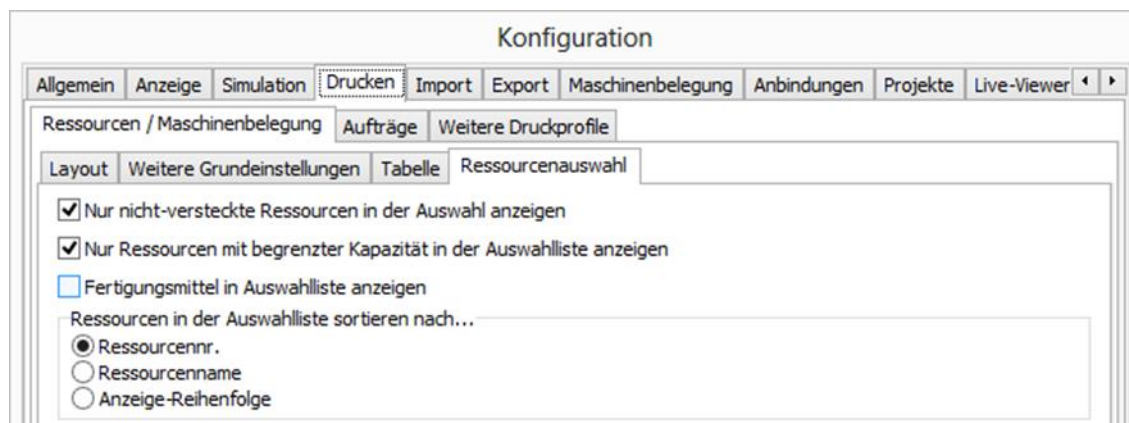 Konfiguration
Allgemein Anzeige Simulation Drucken Import Export Maschinenbelegung Anbindungen Projekte Live-Viewer
Ressourcen / Maschinenbelegung Aufträge Weitere Druckprofile
Layout Weitere Grundeinstellungen Tabelle Ressourcenauswahl
Nur nicht-versteckte Ressourcen in der Auswahl anzeigen
Nur Ressourcen mit begrenzter Kapazität in der Auswahlliste anzeigen
Fertigungsmittel in Auswahlliste anzeigen
Ressourcen in der Auswahlliste sortieren nach...
Ressourcennr.
Ressourcenname
Anzeige-Reihenfolge